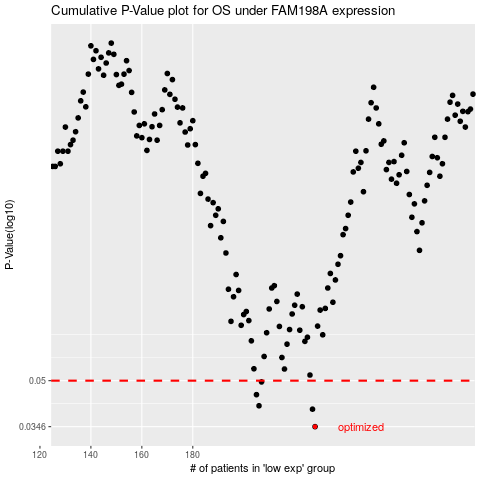 Cumulative P-Value plot for OS under FAM198A expression
P-Value(log10)
0.05
0.0346
optimized
120 140 160 180
# of patients in 'low exp' group